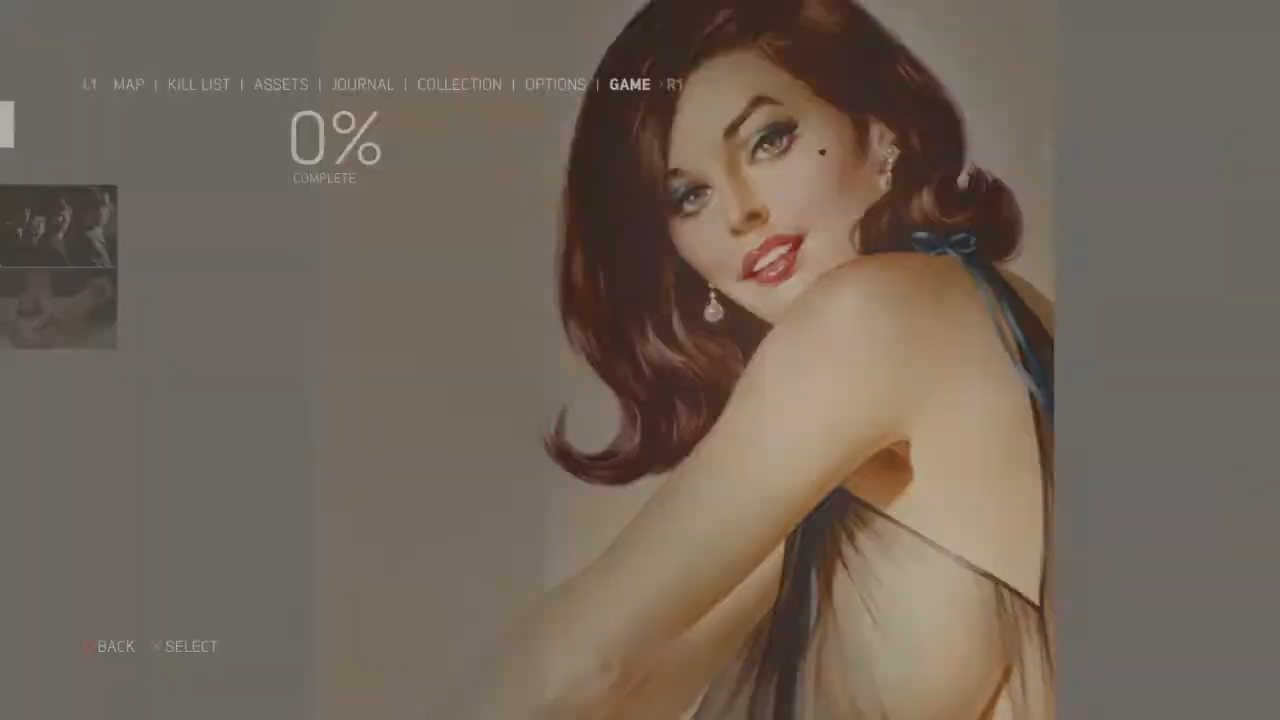 L1 MAP | KILL LIST | ASSETS | JOURNAL | COLLECTION | OPTIONS | GAME R1
0%
COMPLETE
BACK SELECT